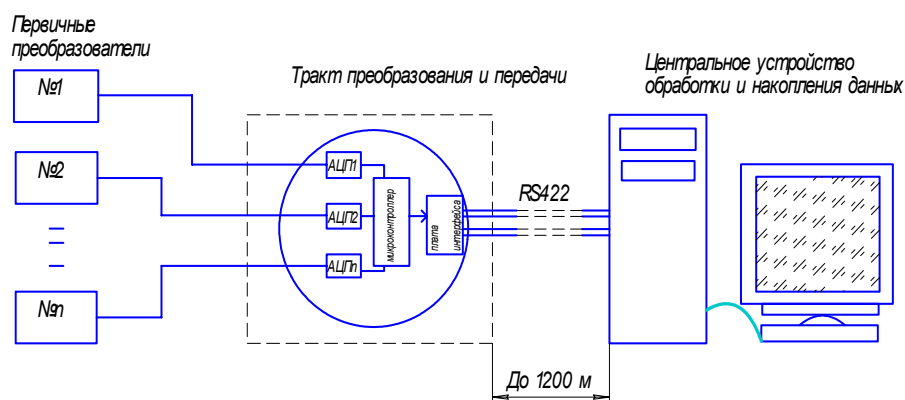 Первичные
преобразователи
№1
№2
№n
Тракт преобразования и передачи
АЦП1
АЦП2
АЦПn
микроконтроллер
плата
интерфейса
RS422
До 1200 м
Центральное устройство
обработки и накопления данных